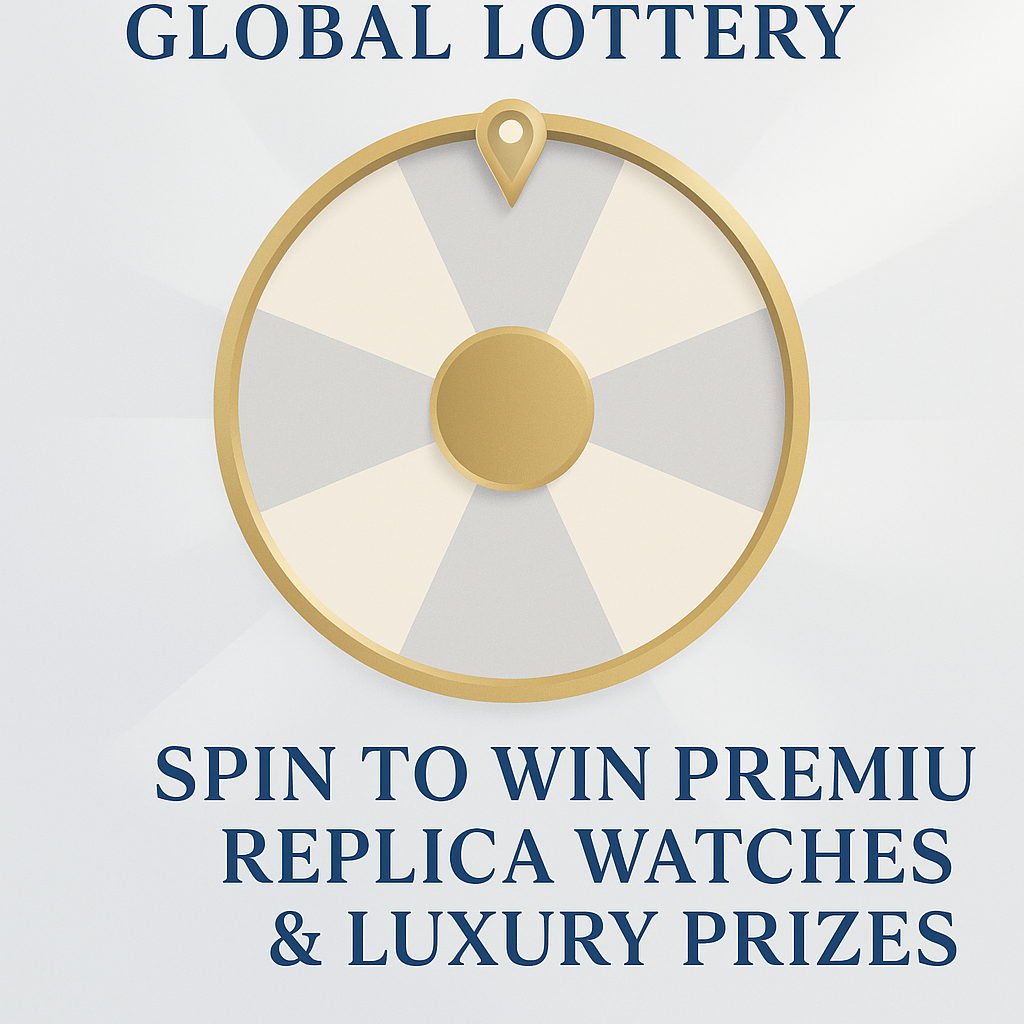 GLOBAL LOTTERY
SPIN TO WIN PREMIU
REPLICA WATCHES
& LUXURY PRIZES